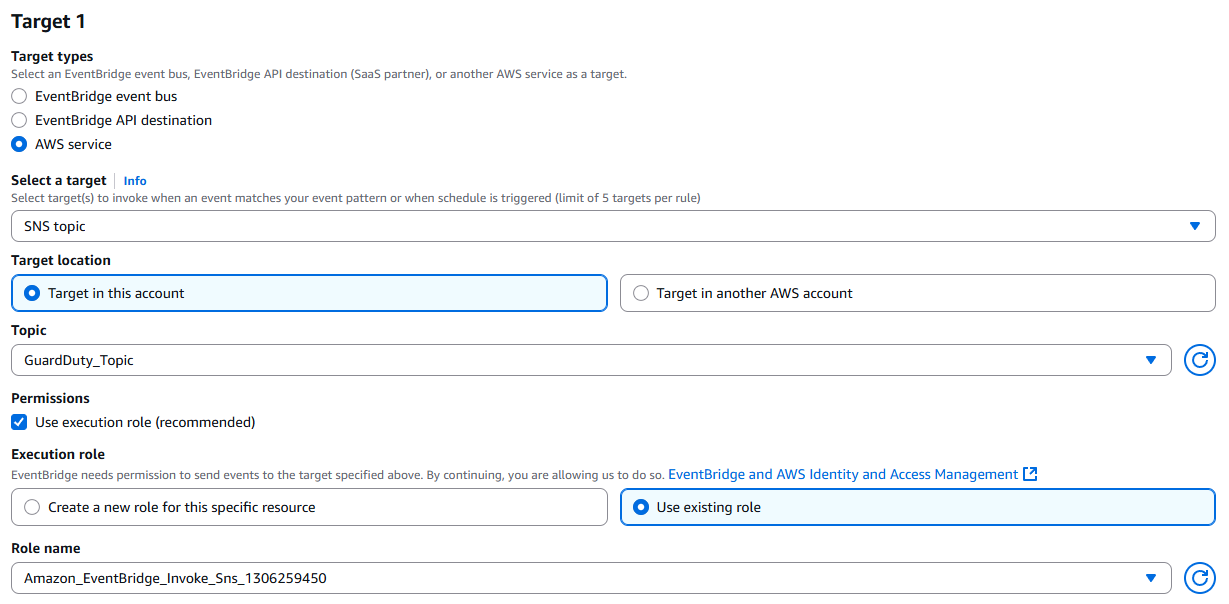 Target 1
Target types
Select an EventBridge event bus, EventBridge API destination (SaaS partner), or another AWS service as a target.
EventBridge event bus
EventBridge API destination
AWS service
Select a target Info
Select target(s) to invoke when an event matches your event pattern or when schedule is triggered (limit of 5 targets per rule)
SNS topic
Target location
Target in this account Target in another AWS account
Topic
GuardDuty_Topic
Permissions
Use execution role (recommended)
Execution role
EventBridge needs permission to send events to the target specified above. By continuing, you are allowing us to do so. EventBridge and AWS Identity and Access Management
Create a new role for this specific resource Use existing role
Role name
Amazon_EventBridge_Invoke_Sns_1306259450